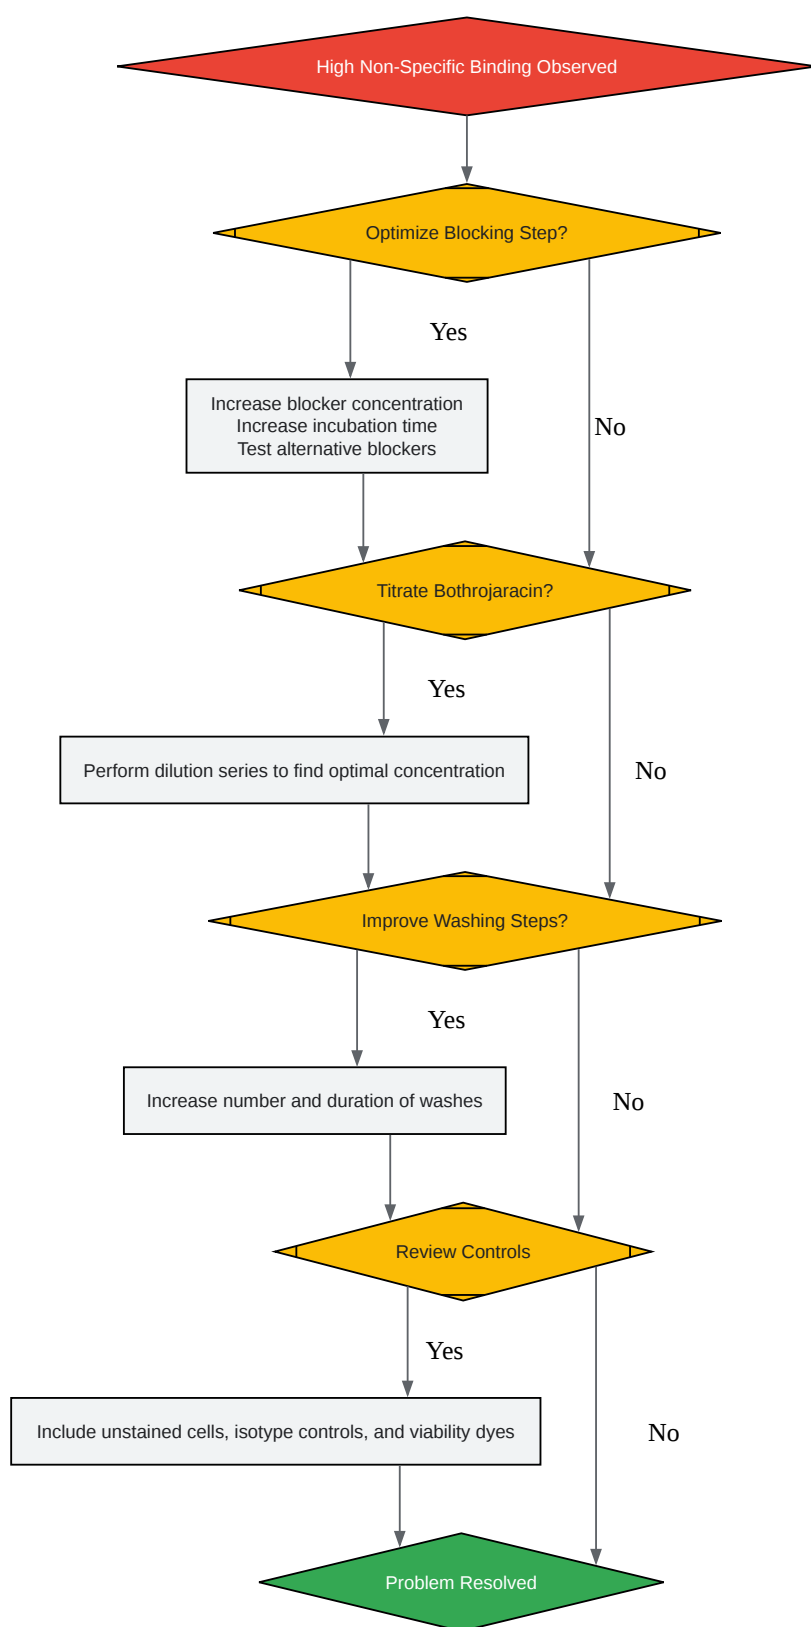 High Non-Specific Binding Observed
Optimize Blocking Step?
Yes
Increase blocker concentration
Increase incubation time
Test alternative blockers
No
Titrate Bothrojaracin?
Yes
Perform dilution series to find optimal concentration
No
Improve Washing Steps?
Yes
Increase number and duration of washes
No
Review Controls
Yes
Include unstained cells, isotype controls, and viability dyes
No
Problem Resolved